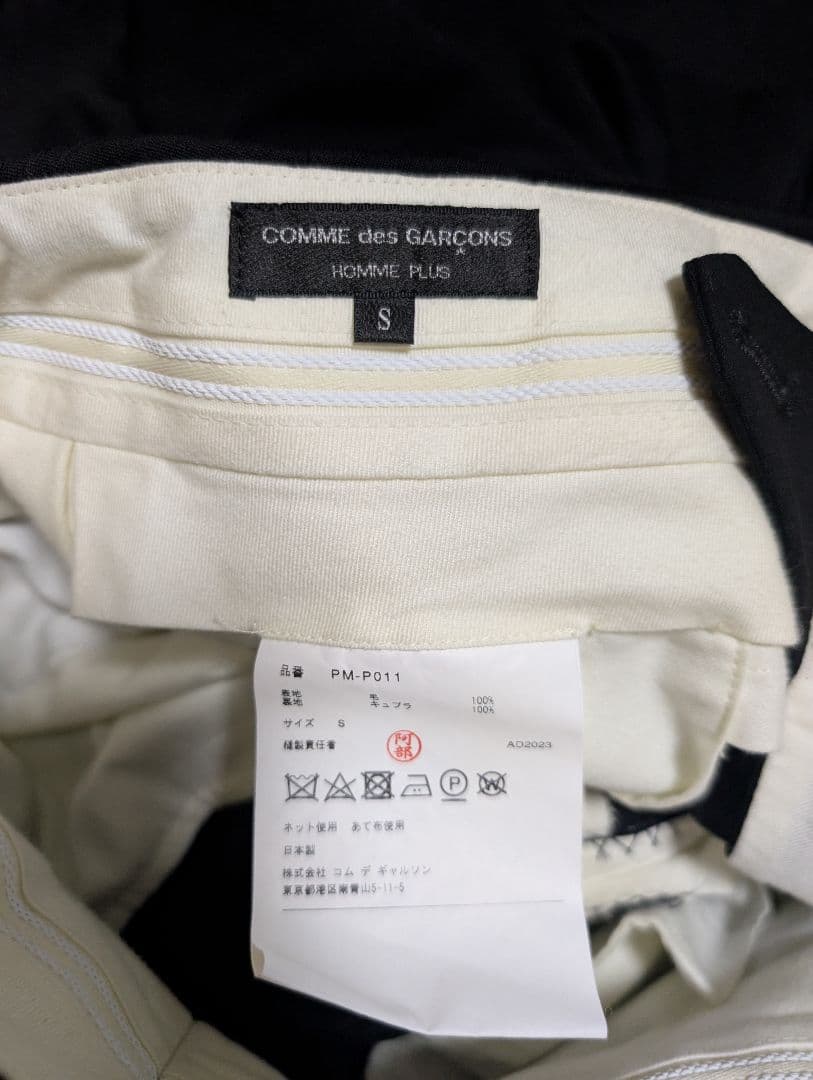 COMME des GARÇONS
HOMME PLUS
S
品番 PM-P011
表地 毛 100%
裏地 キュプラ 100%
サイズ S
縫製責任者 阿部 AD2023
P W
ネット使用 あて布使用
日本製
株式会社 コム デ ギャルソン
東京都港区南青山5-11-5